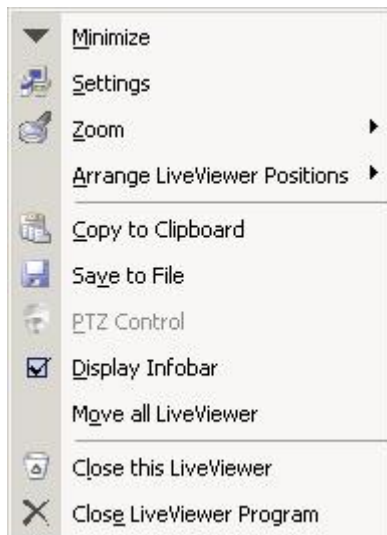 Minimize
Settings
Zoom
Arrange LiveViewer Positions
Copy to Clipboard
Save to File
PTZ Control
Display Infobar
Move all LiveViewer
Close this LiveViewer
Close LiveViewer Program